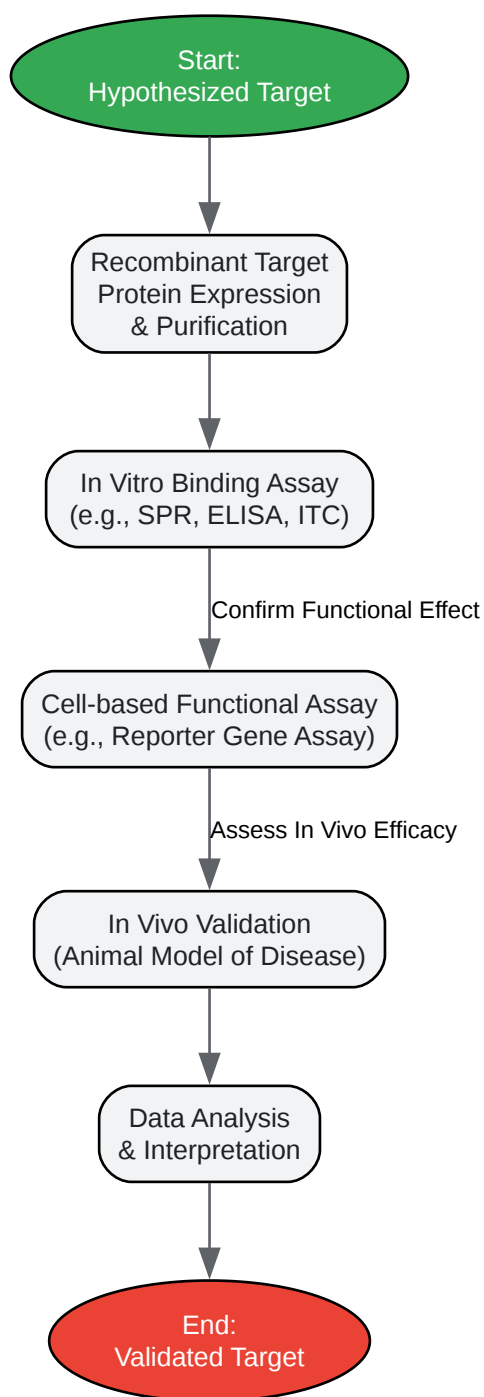 Start:
Hypothesized Target
Recombinant Target
Protein Expression
& Purification
In Vitro Binding Assay
(e.g., SPR, ELISA, ITC)
Confirm Functional Effect
Cell-based Functional Assay
(e.g., Reporter Gene Assay)
Assess In Vivo Efficacy
In Vivo Validation
(Animal Model of Disease)
Data Analysis
& Interpretation
End:
Validated Target